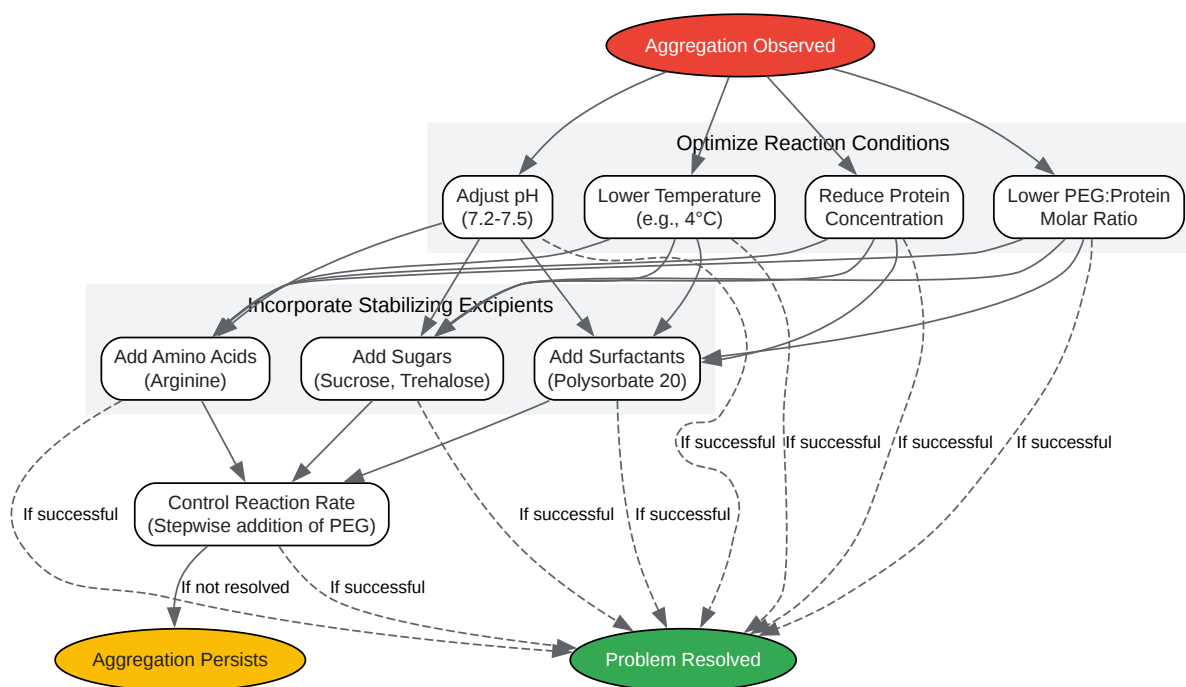 Aggregation Observed
Optimize Reaction Conditions
Adjust pH
(7.2-7.5)
Lower Temperature
(e.g., 4°C)
Reduce Protein
Concentration
Lower PEG:Protein
Molar Ratio
Incorporate Stabilizing Excipients
Add Amino Acids
(Arginine)
Add Sugars
(Sucrose, Trehalose)
Add Surfactants
(Polysorbate 20)
If successful
If successful
If successful
If successful
Control Reaction Rate
(Stepwise addition of PEG)
If successful
If successful
If successful
If not resolved
If successful
Aggregation Persists
Problem Resolved